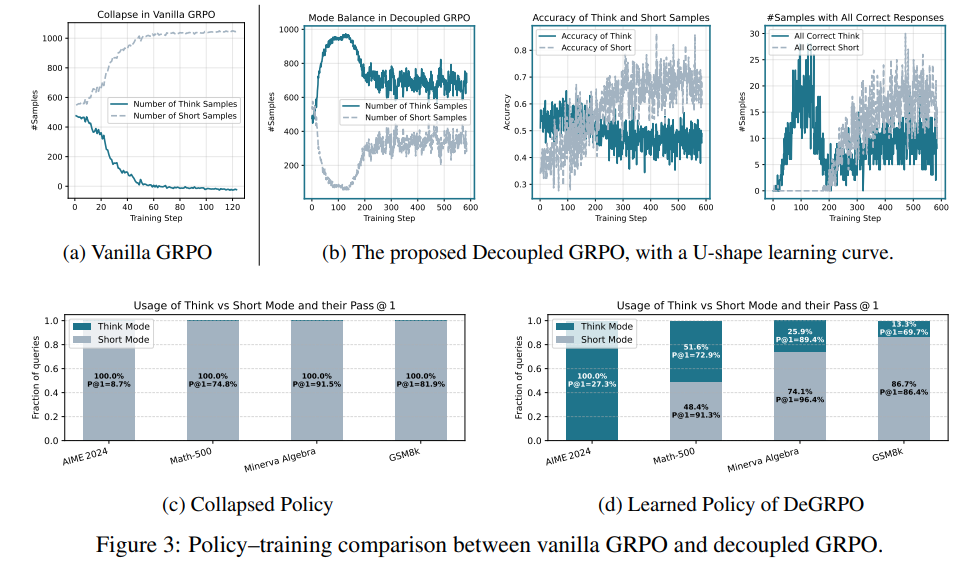 Collapse in Vanilla GRPO
#Samples
1000
800
600
400
200
0
Number of Think Samples
Number of Short Samples
0 20 40 60 80 100 120
Training Step
Mode Balance in Decoupled GRPO
#Samples
1000
800
600
400
200
Number of Think Samples
Number of Short Samples
0 100 200 300 400 500 600
Training Step
Accuracy of Think and Short Samples
Accuracy
0.8
0.7
0.6
0.5
0.4
0.3
Accuracy of Think
Accuracy of Short
0 100 200 300 400 500 600
Training Step
#Samples with All Correct Responses
#Samples
30
25
20
15
10
5
0
All Correct Think
All Correct Short
0 100 200 300 400 500 600
Training Step
(a) Vanilla GRPO
(b) The proposed Decoupled GRPO, with a U-shape learning curve.
Usage of Think vs Short Mode and their Pass@1
Fraction of queries
1.0
0.8
0.6
0.4
0.2
0.0
Think Mode
Short Mode
100.0%
P@1=8.7%
100.0%
P@1=74.8%
100.0%
P@1=91.5%
100.0%
P@1=81.9%
AIME2024
Math-500
Minerva Algebra
GSM8k
Usage of Think vs Short Mode and their Pass@1
Fraction of queries
1.0
0.8
0.6
0.4
0.2
0.0
Think Mode
Short Mode
100.0%
P@1=27.3%
51.6%
P@1=72.9%
48.4%
P@1=91.3%
25.9%
P@1=89.4%
74.1%
P@1=96.4%
13.3%
P@1=69.7%
86.7%
P@1=86.4%
AIME2024
Math-500
Minerva Algebra
GSM8k
(c) Collapsed Policy
(d) Learned Policy of DeGRPO
Figure 3: Policy–training comparison between vanilla GRPO and decoupled GRPO.